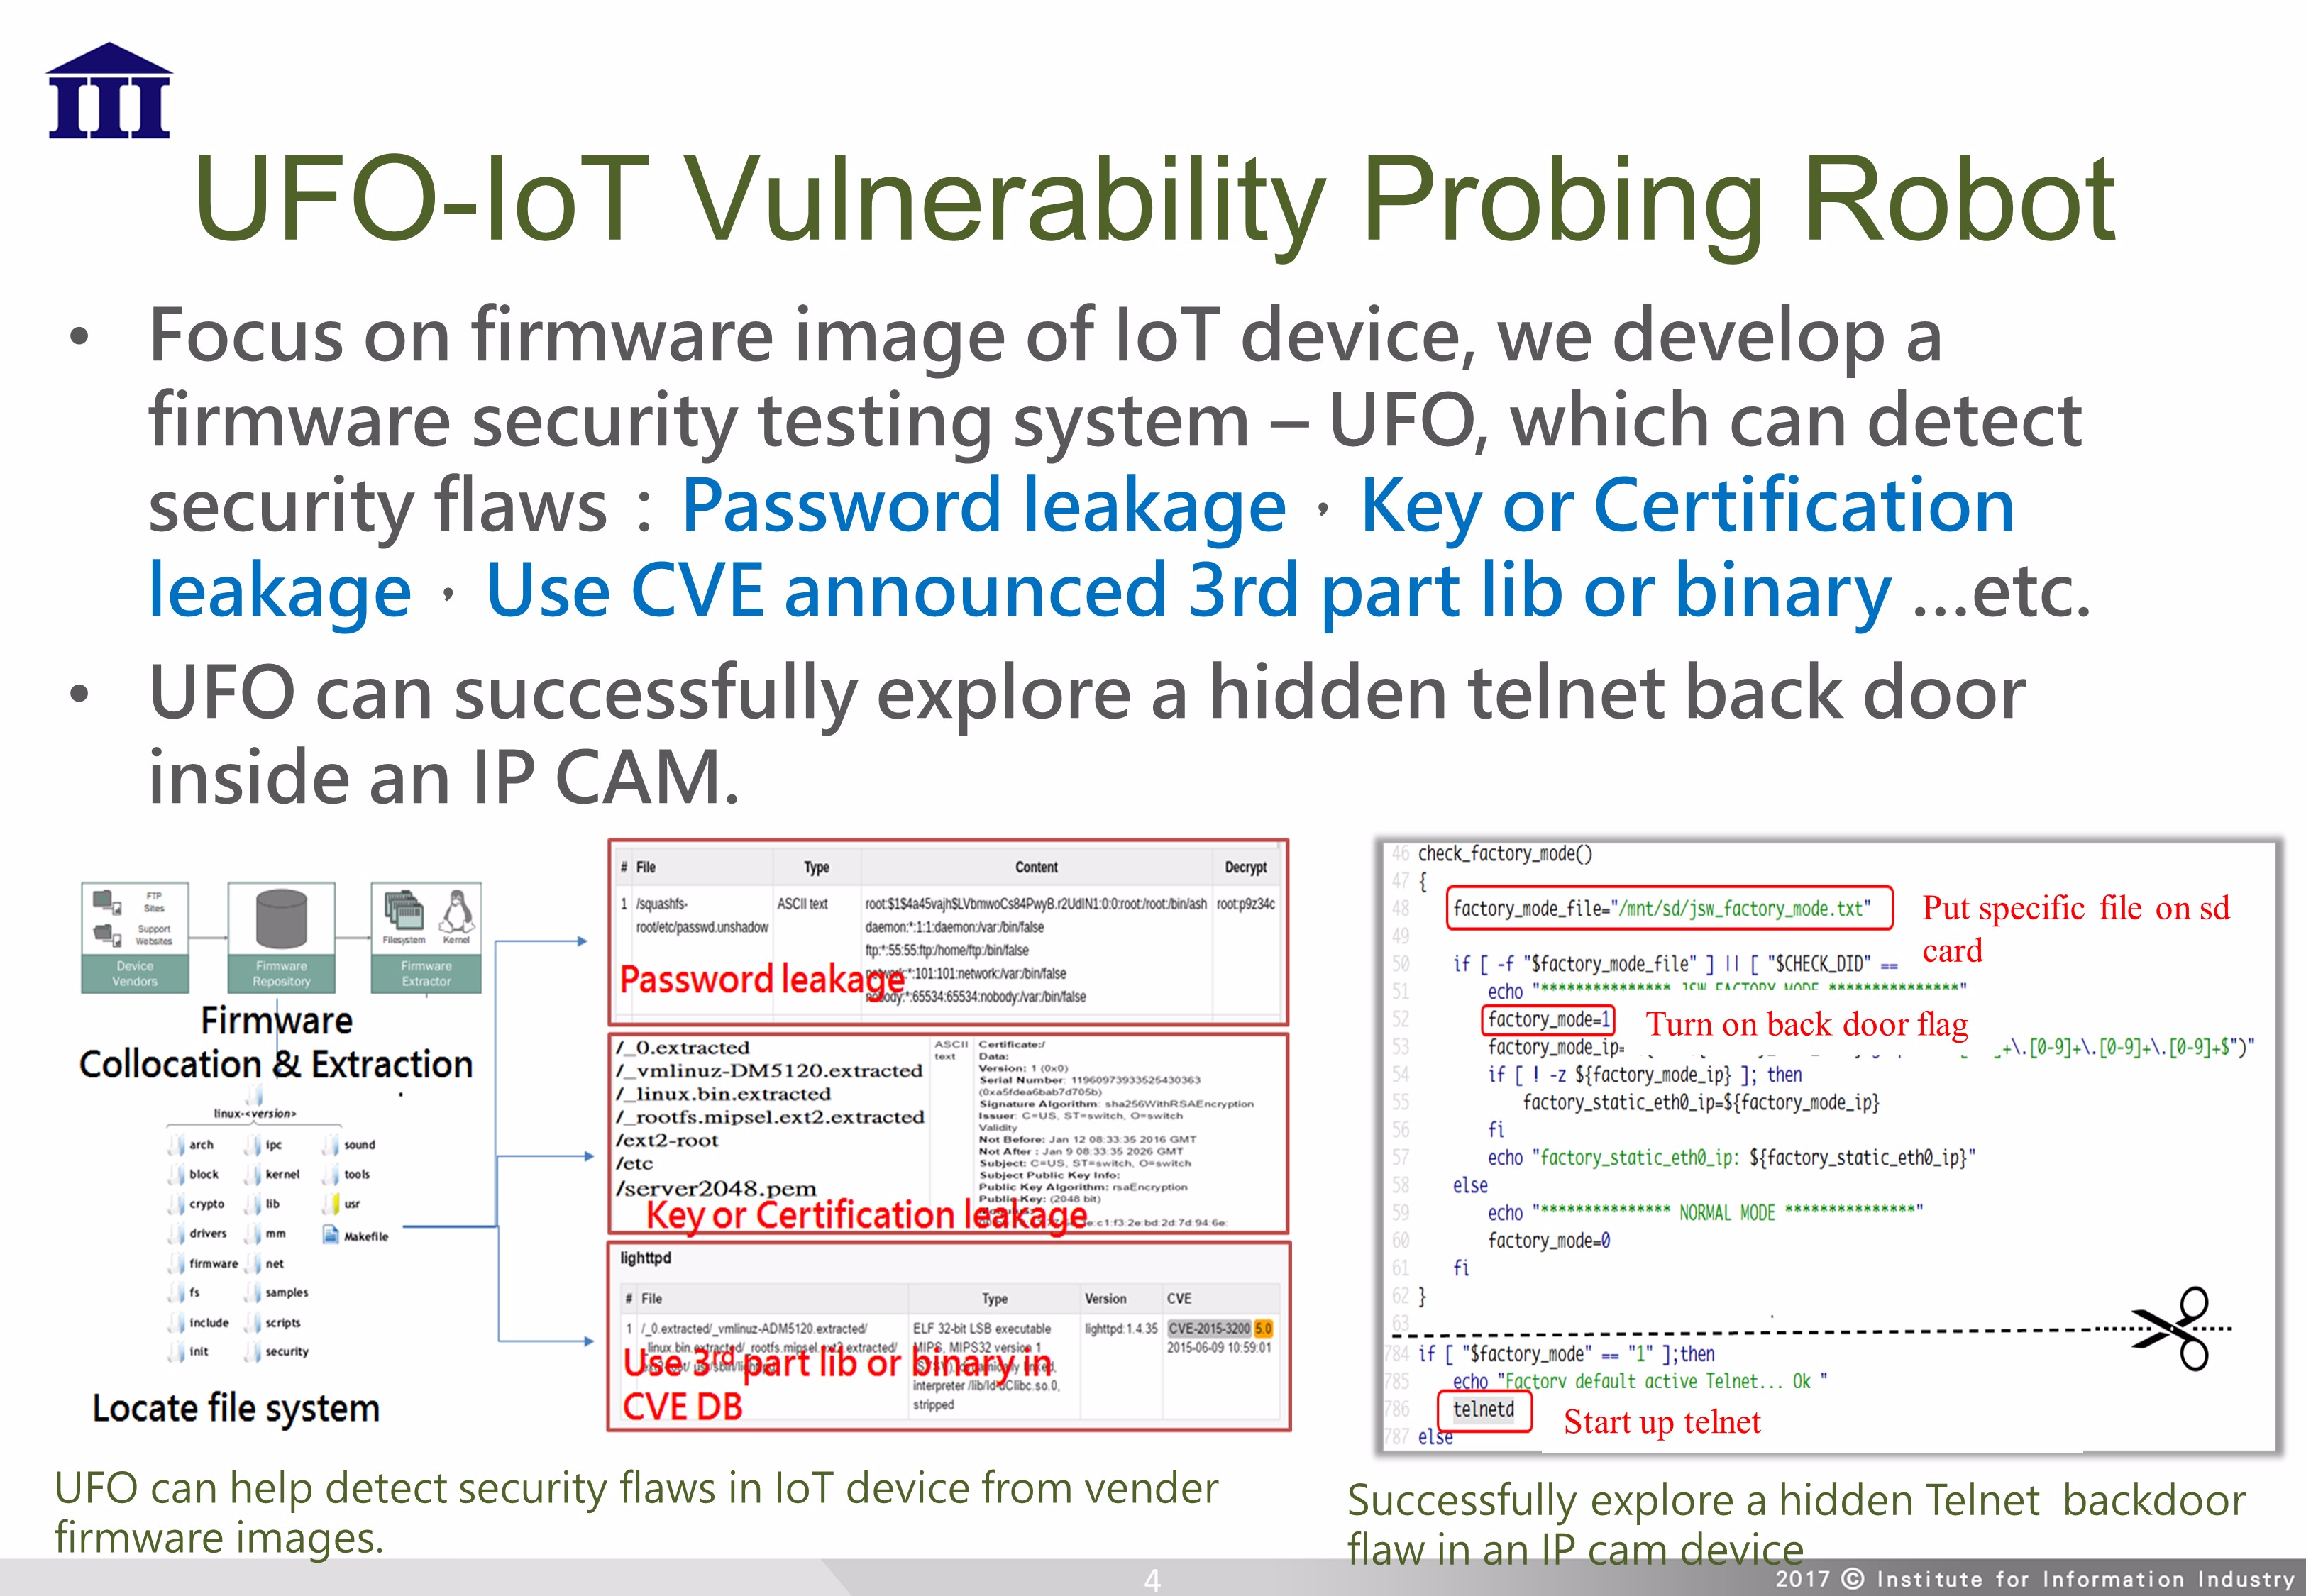 UFO-IoT Vulnerability Probing Robot
• Focus on firmware image of IoT device, we develop a
firmware security testing system – UFO, which can detect
security flaws：Password leakage，Key or Certification
leakage，Use CVE announced 3rd part lib or binary …etc.
• UFO can successfully explore a hidden telnet back door
inside an IP CAM.
FTP
Sites
Support
Websites
Device
Vendors
Firmware
Repository
Filesystem Kernel
Firmware
Extractor
Firmware
Collocation & Extraction
linux-<version>
arch ipc sound
block kernel tools
crypto lib usr
drivers mm Makefile
firmware net
fs samples
include scripts
init security
Locate file system
# File Type Content Decrypt
1 /squashfs- ASCII text root:$1$4a45vajh$LVbmwoCs84PwyB.r2UdlN1:0:0:root:/root:/bin/ash root:p9z34c
root/etc/passwd.unshadow daemon:*:1:1:daemon:/var:/bin/false
ftp:*:55:55:ftp:/home/ftp:/bin/false
network:*:101:101:network:/var:/bin/false
nobody:*:65534:65534:nobody:/var:/bin/false
Password leakage
/_0.extracted
/_vmlinuz-DM5120.extracted
/_linux.bin.extracted
/_rootfs.mipsel.ext2.extracted
/ext2-root
/etc
/server2048.pem
ASCII
text
Certificate:/
Data:
Version: 1 (0x0)
Serial Number: 11960973933525430363
(0xa5fdea6bab7d705b)
Signature Algorithm: sha256WithRSAEncryption
Issuer: C=US, ST=switch, O=switch
Validity
Not Before: Jan 12 08:33:35 2016 GMT
Not After : Jan 9 08:33:35 2026 GMT
Subject: C=US, ST=switch, O=switch
Subject Public Key Info:
Public Key Algorithm: rsaEncryption
Public-Key: (2048 bit)
e:c1:f3:2e:bd:2d:7d:94:6e:
Key or Certification leakage
lighttpd
# File Type Version CVE
1 /_0.extracted/_vmlinuz-ADM5120.extracted/ ELF 32-bit LSB executable lighttpd:1.4.35 CVE-2015-3200 5.0
_linux.bin.extracted/_rootfs.mipsel.ext2.extracted/ MIPS, MIPS32 version 1 2015-06-09 10:59:01
dynamically linked,
interpreter /lib/ld-uClibc.so.0,
stripped
Use 3rd part lib or binary in
CVE DB
46 check_factory_mode()
47 {
48 factory_mode_file="/mnt/sd/jsw_factory_mode.txt"
Put specific file on sd
card
49
50 if [ -f "$factory_mode_file" ] || [ "$CHECK_DID" ==
51 echo "*************** JSW FACTORY MODE ***************"
52 factory_mode=1
Turn on back door flag
53 factory_mode_ip= +\.[0-9]+\.[0-9]+\.[0-9]+$")"
54 if [ ! -z ${factory_mode_ip} ]; then
55 factory_static_eth0_ip=${factory_mode_ip}
56 fi
57 echo "factory_static_eth0_ip: ${factory_static_eth0_ip}"
58 else
59 echo "*************** NORMAL MODE ***************"
60 factory_mode=0
61 fi
62 }
63
784 if [ "$factory_mode" == "1" ];then
785 echo "Factory default active Telnet... Ok "
786 telnetd
Start up telnet
787 else
UFO can help detect security flaws in IoT device from vender
firmware images.
Successfully explore a hidden Telnet backdoor
flaw in an IP cam device
4
2017 © Institute for Information Industry